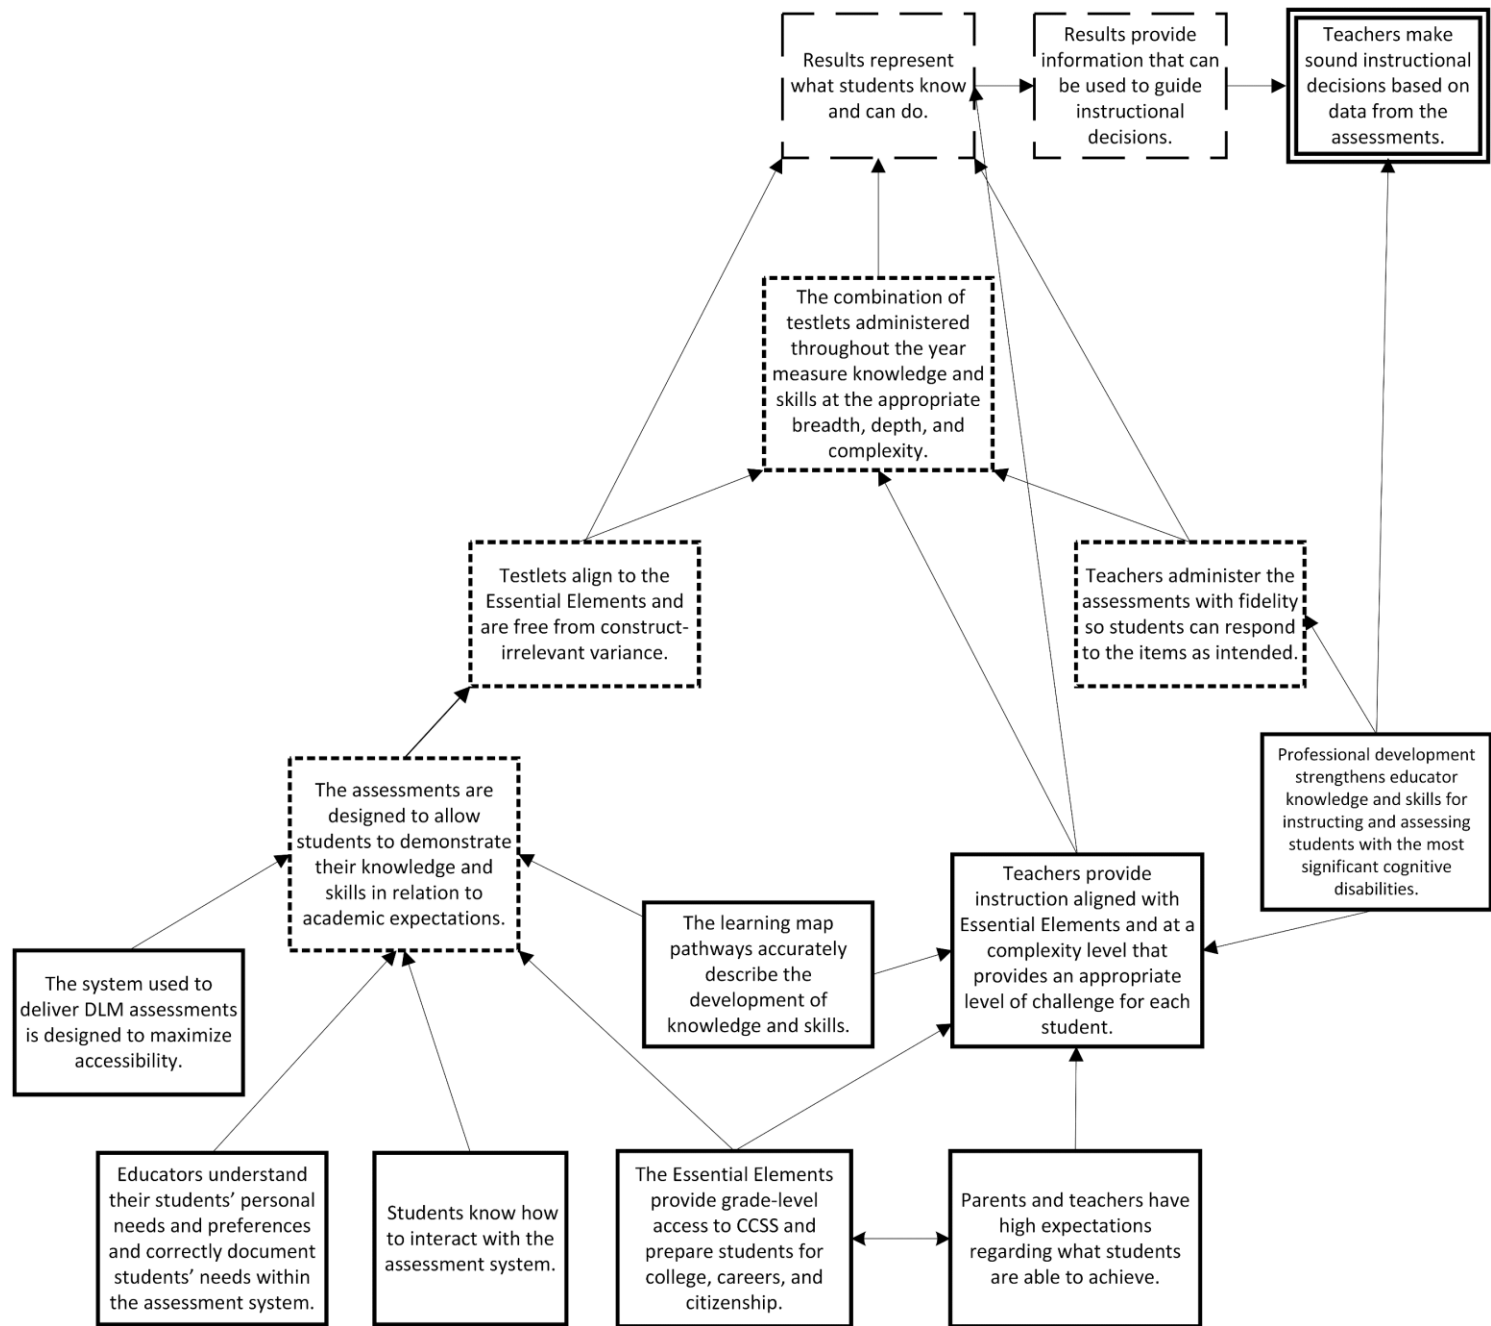 Results represent
what students know
and can do.
Results provide
information that can
be used to guide
instructional
decisions.
Teachers make
sound instructional
decisions based on
data from the
assessments.
The combination of
testlets administered
throughout the year
measure knowledge and
skills at the appropriate
breadth, depth, and
complexity.
Testlets align to the
Essential Elements and
are free from construct-
irrelevant variance.
Teachers administer the
assessments with fidelity
so students can respond
to the items as intended.
The assessments are
designed to allow
students to demonstrate
their knowledge and
skills in relation to
academic expectations.
Professional development
strengthens educator
knowledge and skills for
instructing and assessing
students with the most
significant cognitive
disabilities.
The system used to
deliver DLM assessments
is designed to maximize
accessibility.
The learning map
pathways accurately
describe the
development of
knowledge and skills.
Teachers provide
instruction aligned with
Essential Elements and at a
complexity level that
provides an appropriate
level of challenge for each
student.
Educators understand
their students’ personal
needs and preferences
and correctly document
students’ needs within
the assessment system.
Students know how
to interact with the
assessment system.
The Essential Elements
provide grade-level
access to CCSS and
prepare students for
college, careers, and
citizenship.
Parents and teachers have
high expectations
regarding what students
are able to achieve.